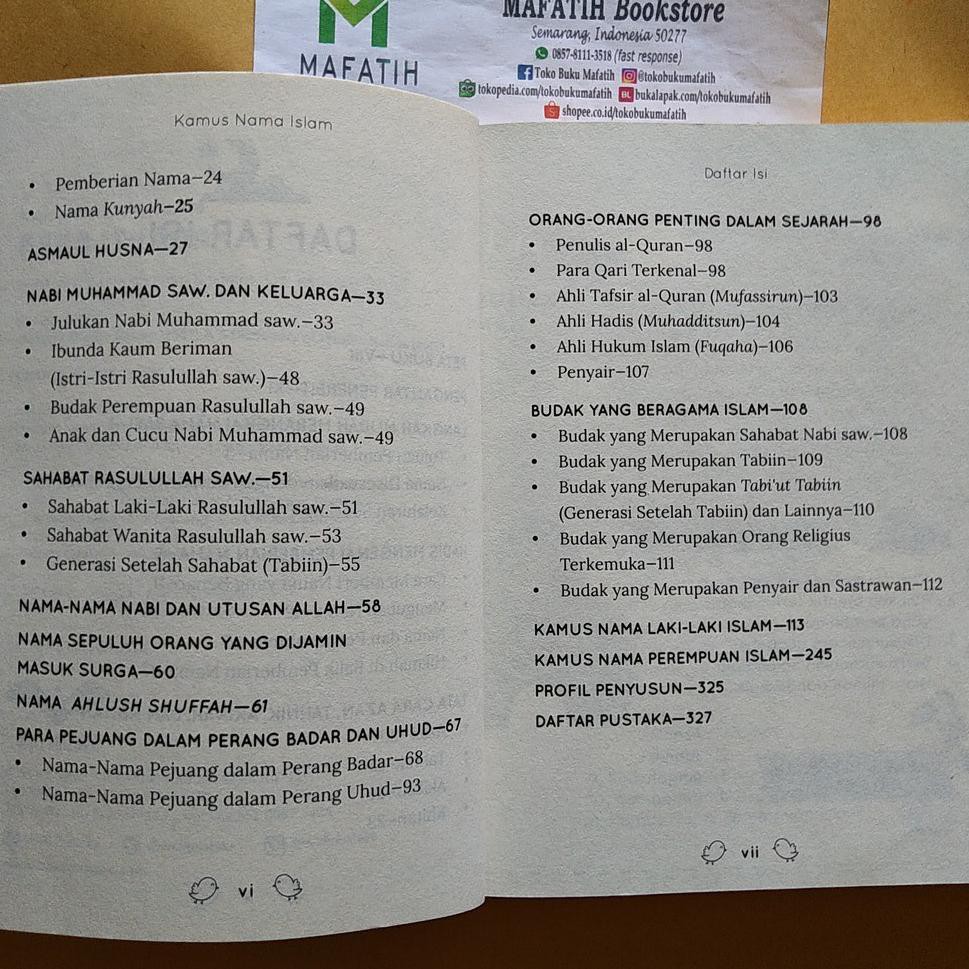 MAFATIH
MAFATIH Bookstore
Semarang, Indonesia 50277
0857-8111-3518 (fast response)
Toko Buku Mafatih @tokobukumafatih
tokopedia.com/tokobukumafatih BL bukalapak.com/tokobukumafatih
shopee.co.id/tokobukumafatih
Kamus Nama Islam
• Pemberian Nama—24
• Nama Kunyah—25
ASMAUL HUSNA—27
NABI MUHAMMAD SAW. DAN KELUARGA—33
• Julukan Nabi Muhammad saw.—33
• Ibunda Kaum Beriman
(Istri-Istri Rasulullah saw.)—48
• Budak Perempuan Rasulullah saw.—49
• Anak dan Cucu Nabi Muhammad saw.—49
SAHABAT RASULULLAH SAW.—51
• Sahabat Laki-Laki Rasulullah saw.—51
• Sahabat Wanita Rasulullah saw.—53
• Generasi Setelah Sahabat (Tabiin)—55
NAMA-NAMA NABI DAN UTUSAN ALLAH—58
NAMA SEPULUH ORANG YANG DIJAMIN
MASUK SURGA—60
NAMA AHLUSH SHUFFAH—61
PARA PEJUANG DALAM PERANG BADAR DAN UHUD—67
• Nama-Nama Pejuang dalam Perang Badar—68
• Nama-Nama Pejuang dalam Perang Uhud—93
vi
Daftar Isi
ORANG-ORANG PENTING DALAM SEJARAH—98
• Penulis al-Quran—98
• Para Qari Terkenal—98
• Ahli Tafsir al-Quran (Mufassirun)—103
• Ahli Hadis (Muhadditsun)—104
• Ahli Hukum Islam (Fuqaha)—106
• Penyair—107
BUDAK YANG BERAGAMA ISLAM—108
• Budak yang Merupakan Sahabat Nabi saw.—108
• Budak yang Merupakan Tabiin—109
• Budak yang Merupakan Tabi'ut Tabiin
(Generasi Setelah Tabiin) dan Lainnya—110
• Budak yang Merupakan Orang Religius
Terkemuka—111
• Budak yang Merupakan Penyair dan Sastrawan—112
KAMUS NAMA LAKI-LAKI ISLAM—113
KAMUS NAMA PEREMPUAN ISLAM—245
PROFIL PENYUSUN—325
DAFTAR PUSTAKA—327
vii